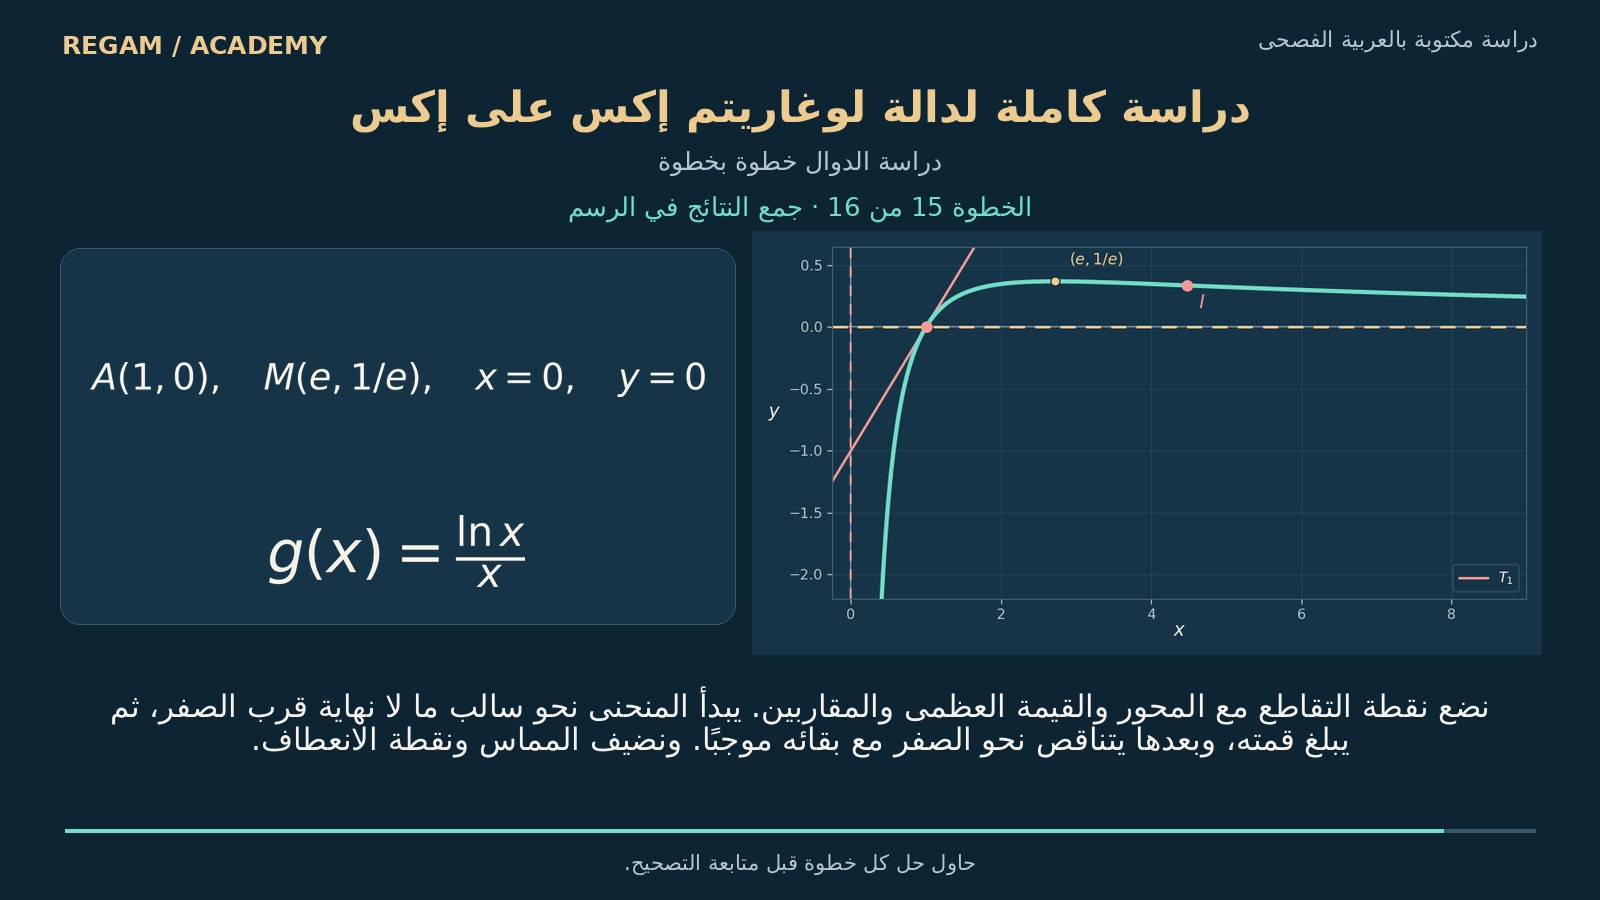 REGAM / ACADEMY
دراسة مكتوبة بالعربية الفصحى
دراسة كاملة لدالة لوغاريتم إكس على إكس
دراسة الدوال خطوة بخطوة
الخطوة 15 من 16 · جمع النتائج في الرسم
A(1, 0), M(e, 1/e), x = 0, y = 0
g(x) = ln x / x
(e, 1/e)
I
0.5
0.0
−0.5
−1.0
−1.5
−2.0
y
0 2 4 6 8
x
T₁
نضع نقطة التقاطع مع المحور والقيمة العظمى والمقاربين. يبدأ المنحنى نحو سالب ما لا نهاية قرب الصفر، ثم
يبلغ قمته، وبعدها يتناقص نحو الصفر مع بقائه موجبًا. ونضيف المماس ونقطة الانعطاف.
حاول حل كل خطوة قبل متابعة التصحيح.